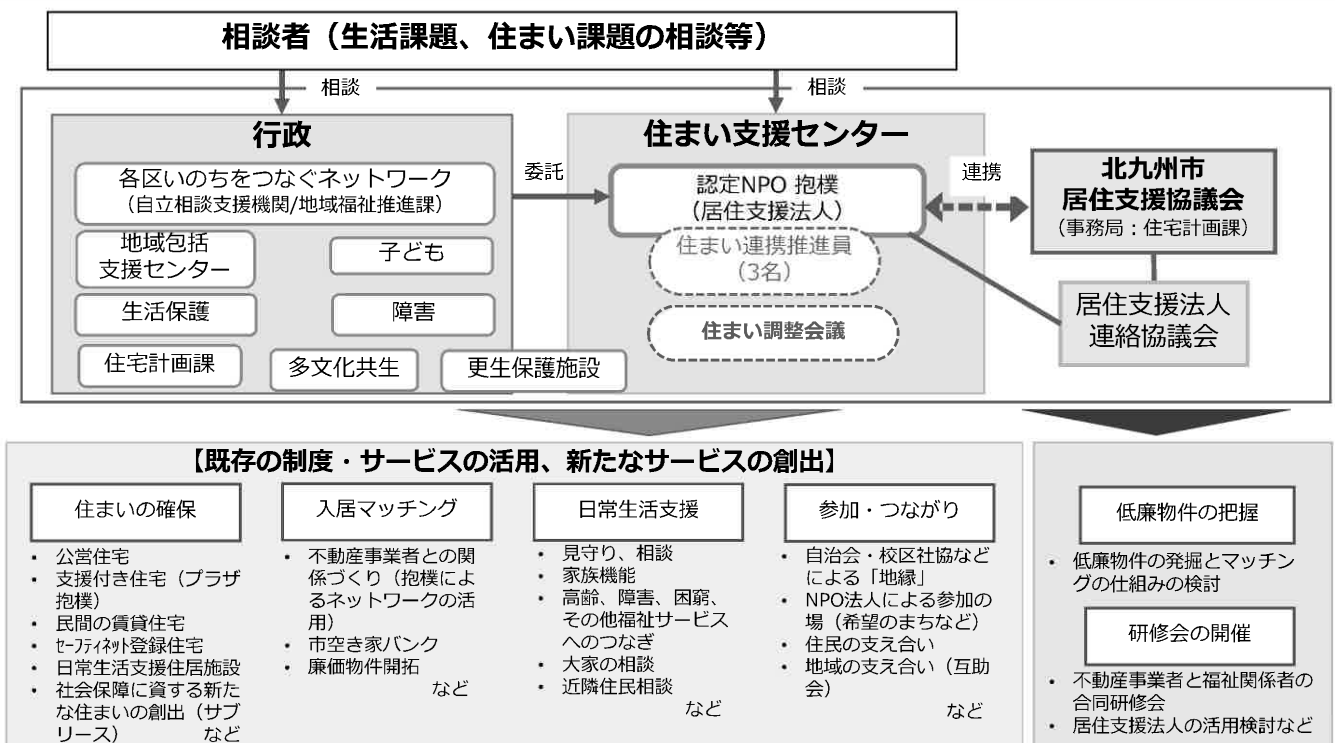 相談者（生活課題、住まい課題の相談等）
相談
相談
行政
各区いのちをつなぐネットワーク
（自立相談支援機関/地域福祉推進課）
地域包括
支援センター
子ども
生活保護
障害
住宅計画課
多文化共生
更生保護施設
委託
住まい支援センター
認定NPO 抱樸
（居住支援法人）
住まい連携推進員
（3名）
住まい調整会議
連携
北九州市
居住支援協議会
（事務局：住宅計画課）
居住支援法人
連絡協議会
【既存の制度・サービスの活用、新たなサービスの創出】
住まいの確保
• 公営住宅
• 支援付き住宅（プラザ
抱樸）
• 民間の賃貸住宅
• ｾｰﾌﾃｨﾈｯﾄ登録住宅
• 日常生活支援住居施設
• 社会保障に資する新た
な住まいの創出（サブ
リース） など
入居マッチング
• 不動産事業者との関
係づくり（抱樸によ
るネットワークの活
用）
• 市空き家バンク
• 廉価物件開拓
など
日常生活支援
• 見守り、相談
• 家族機能
• 高齢、障害、困窮、
その他福祉サービス
へのつなぎ
• 大家の相談
• 近隣住民相談
など
参加・つながり
• 自治会・校区社協など
による「地縁」
• NPO法人による参加の
場（希望のまちなど）
• 住民の支え合い
• 地域の支え合い（互助
会）
など
低廉物件の把握
• 低廉物件の発掘とマッチン
グの仕組みの検討
研修会の開催
• 不動産事業者と福祉関係者の
合同研修会
• 居住支援法人の活用検討など